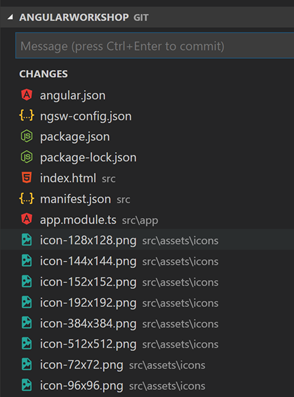 ANGULARWORKSHOP GIT
Message (press Ctrl+Enter to commit)
CHANGES
angular.json
{..} ngsw-config.json
package.json
package-lock.json
index.html src
{..} manifest.json src
app.module.ts src\app
icon-128x128.png src\assets\icons
icon-144x144.png src\assets\icons
icon-152x152.png src\assets\icons
icon-192x192.png src\assets\icons
icon-384x384.png src\assets\icons
icon-512x512.png src\assets\icons
icon-72x72.png src\assets\icons
icon-96x96.png src\assets\icons